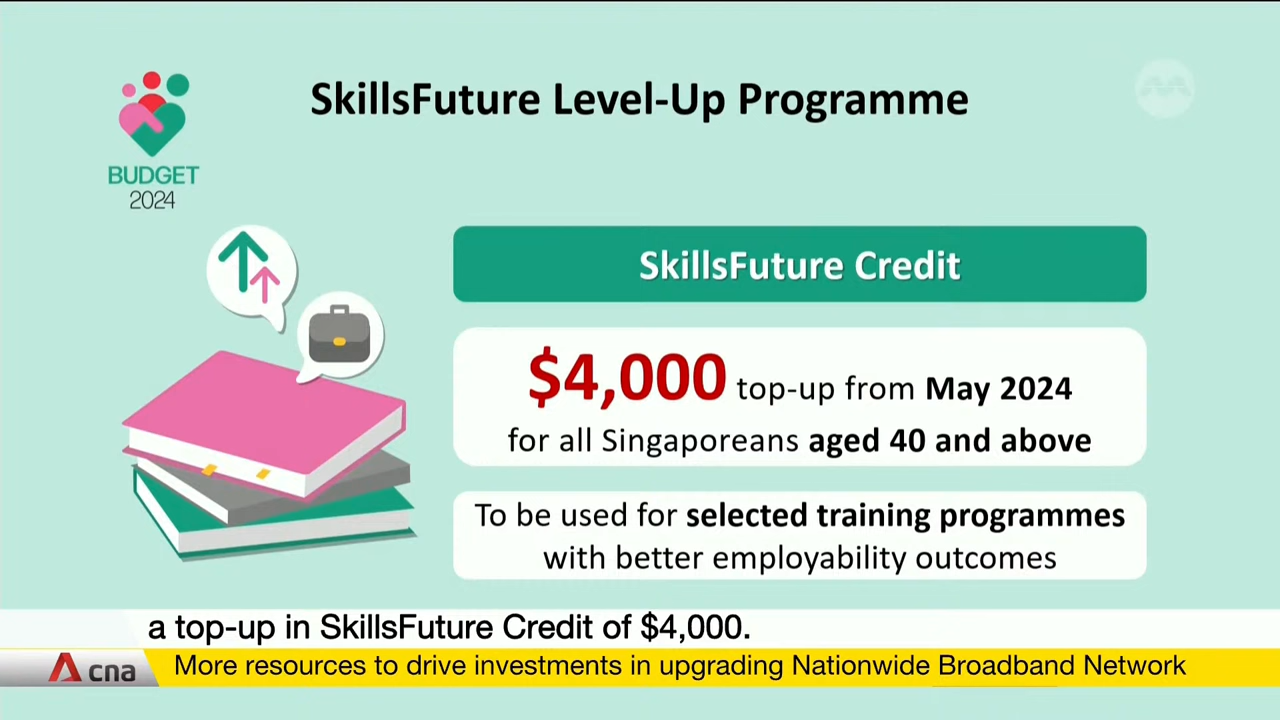 SkillsFuture Level-Up Programme
BUDGET
2024
SkillsFuture Credit
$4,000 top-up from May 2024
for all Singaporeans aged 40 and above
To be used for selected training programmes
with better employability outcomes
a top-up in SkillsFuture Credit of $4,000.
cna More resources to drive investments in upgrading Nationwide Broadband Network